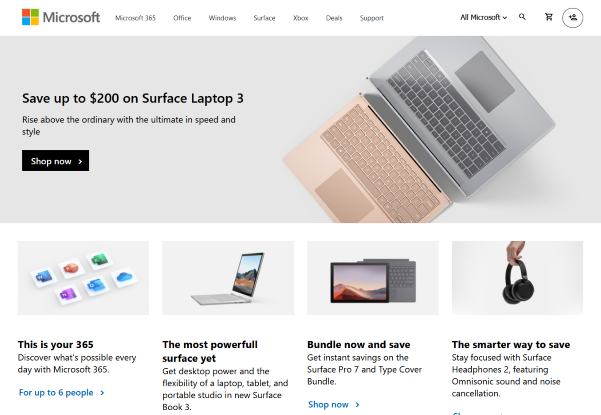 Microsoft
Microsoft 365 Office Windows Surface Xbox Deals Support
All Microsoft
Save up to $200 on Surface Laptop 3
Rise above the ordinary with the ultimate in speed and
style
Shop now
This is your 365
Discover what's possible every
day with Microsoft 365.
For up to 6 people
The most powerfull
surface yet
Get desktop power and the
flexibility of a laptop, tablet, and
portable studio in new Surface
Book 3.
Bundle now and save
Get instant savings on the
Surface Pro 7 and Type Cover
Bundle.
Shop now
The smarter way to save
Stay focused with Surface
Headphones 2, featuring
Omnisonic sound and noise
cancellation.